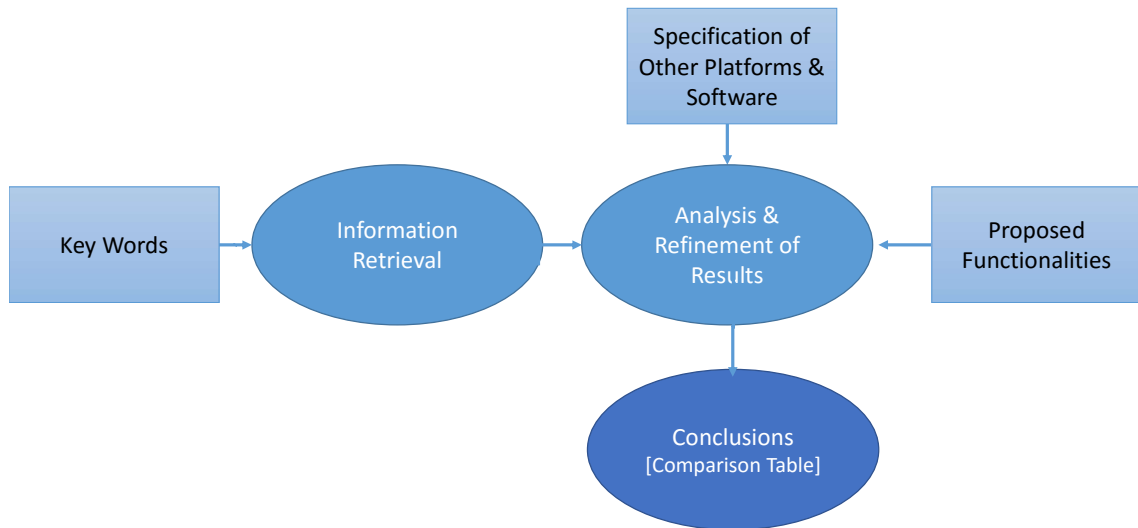 Specification of
Other Platforms &
Software
Key Words
Information
Retrieval
Analysis &
Refinement of
Results
Proposed
Functionalities
Conclusions
[Comparison Table]